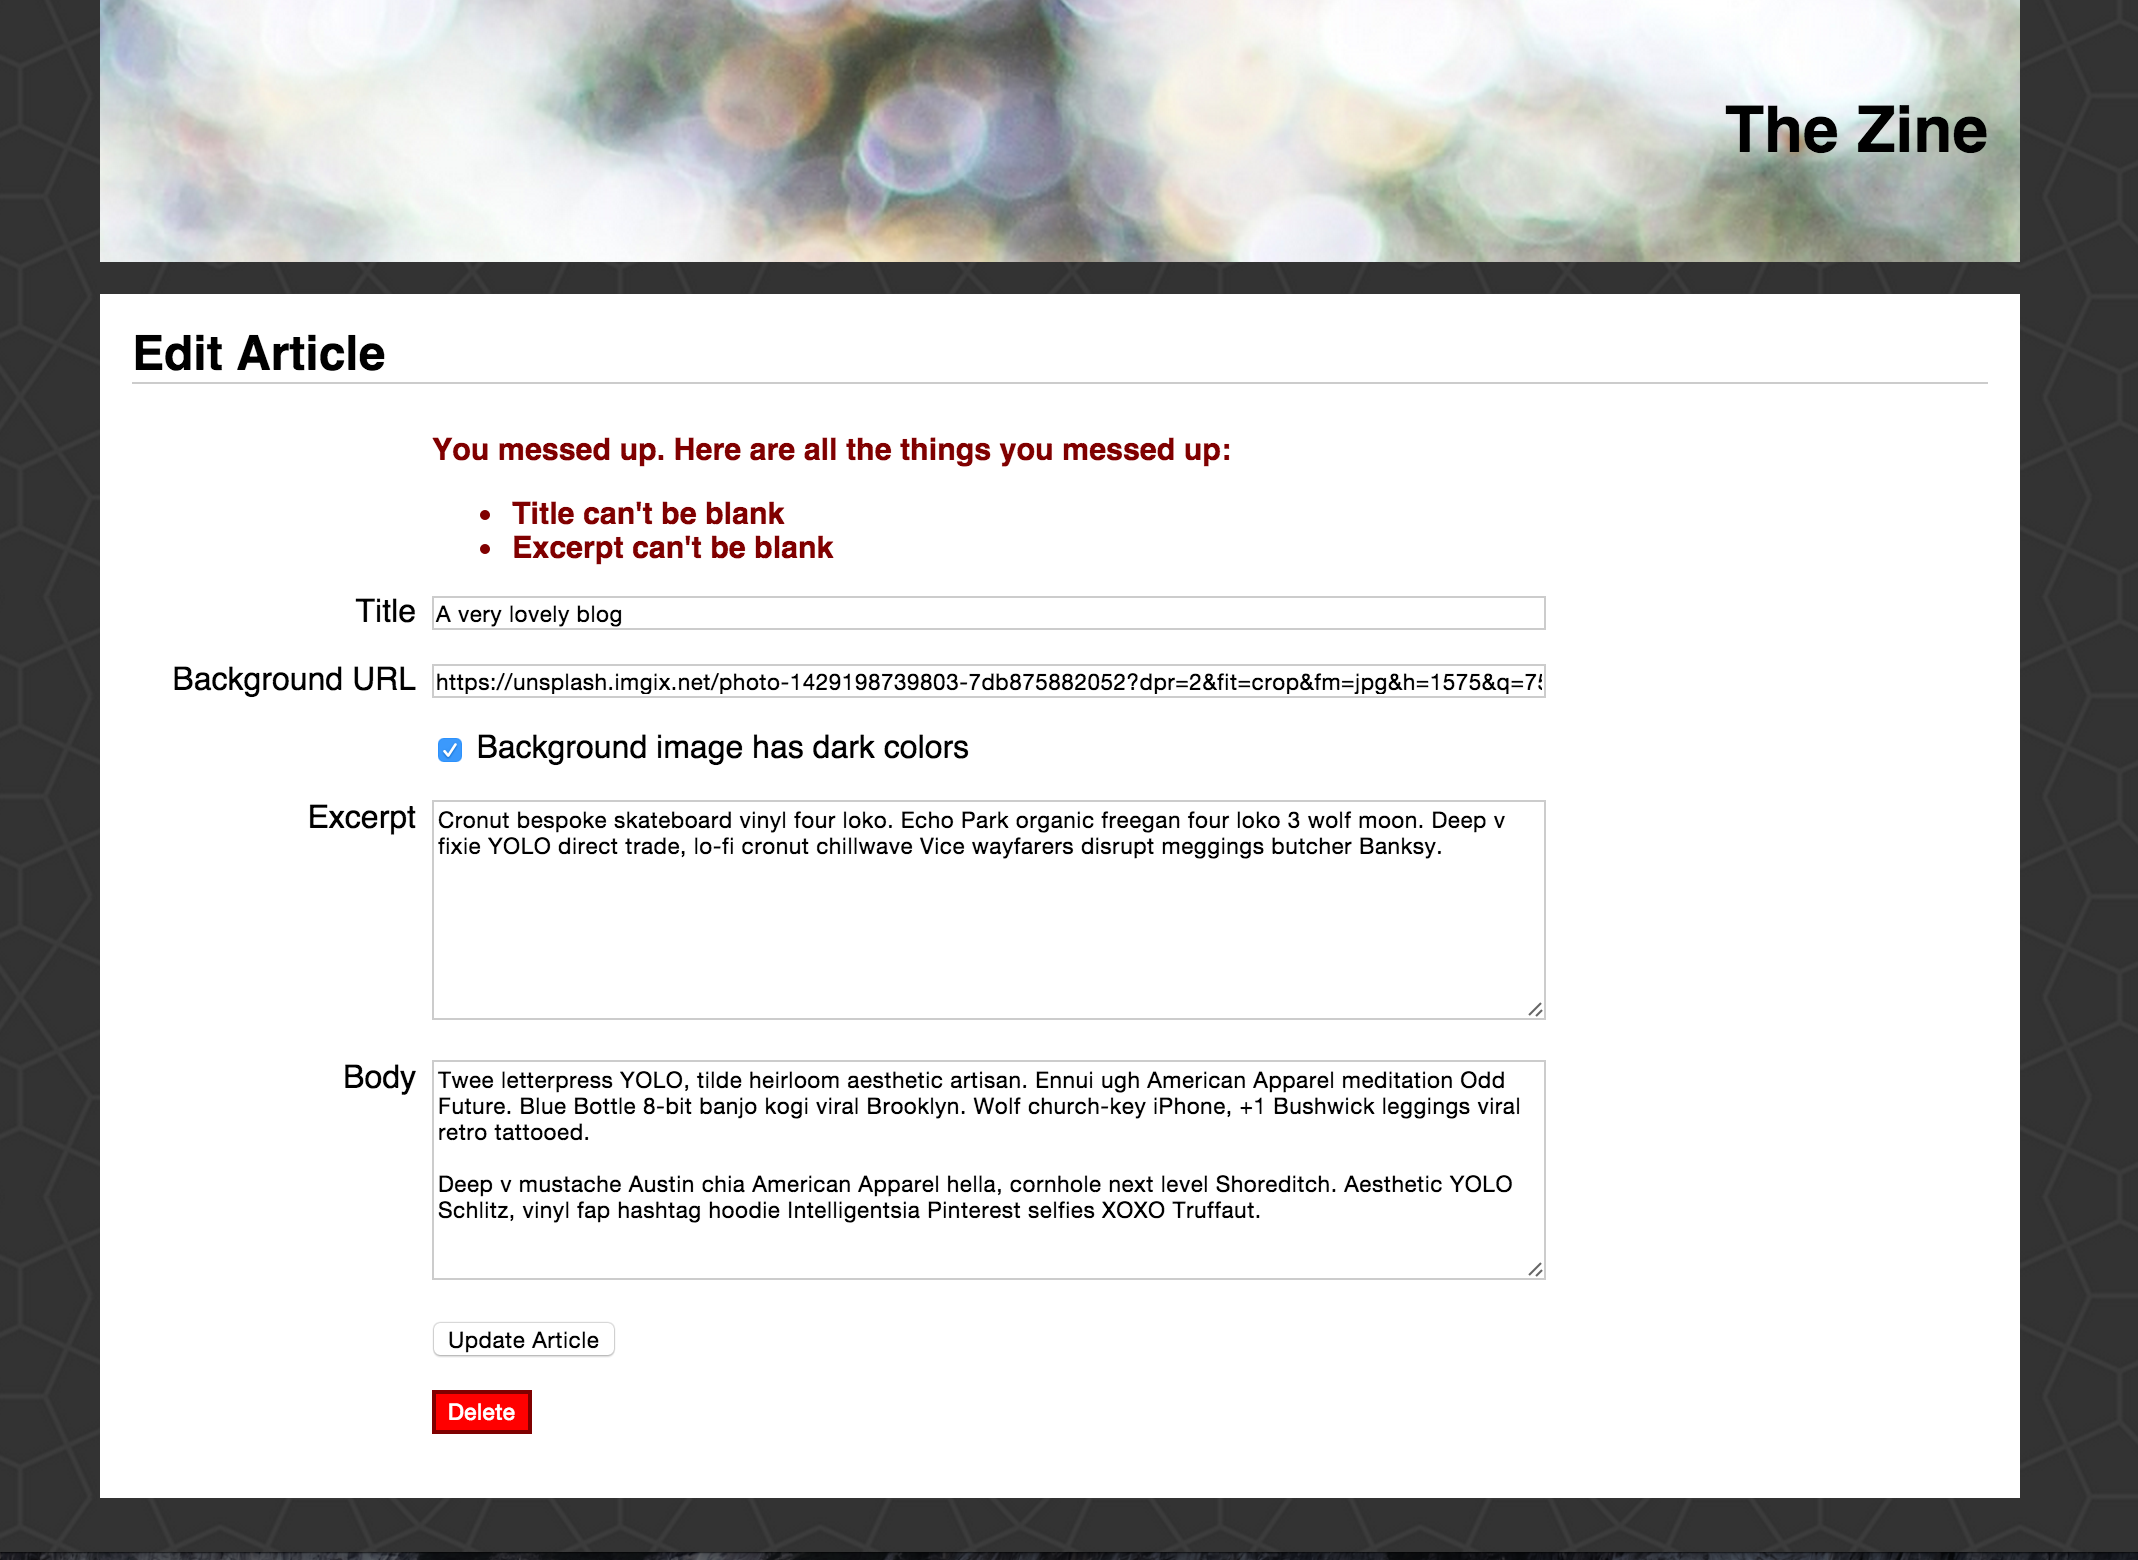 The Zine
Edit Article
You messed up. Here are all the things you messed up:
Title can't be blank
Excerpt can't be blank
Title
A very lovely blog
Background URL
https://unsplash.imgix.net/photo-1429198739803-7db875882052?dpr=2&fit=crop&fm=jpg&h=1575&q=75
Background image has dark colors
Excerpt
Cronut bespoke skateboard vinyl four loko. Echo Park organic freegan four loko 3 wolf moon. Deep v
fixie YOLO direct trade, lo-fi cronut chillwave Vice wayfarers disrupt meggings butcher Banksy.
Body
Twee letterpress YOLO, tilde heirloom aesthetic artisan. Ennui ugh American Apparel meditation Odd
Future. Blue Bottle 8-bit banjo kogi viral Brooklyn. Wolf church-key iPhone, +1 Bushwick leggings viral
retro tattooed.
Deep v mustache Austin chia American Apparel hella, cornhole next level Shoreditch. Aesthetic YOLO
Schlitz, vinyl fap hashtag hoodie Intelligentsia Pinterest selfies XOXO Truffaut.
Update Article
Delete